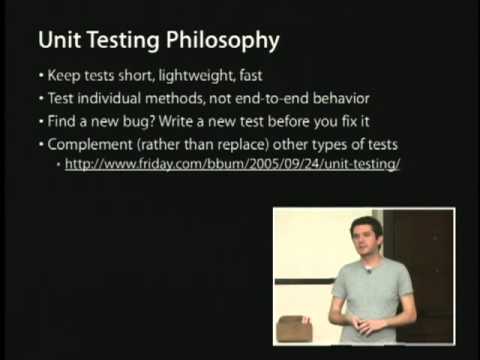 Unit Testing Philosophy
• Keep tests short, lightweight, fast
• Test individual methods, not end-to-end behavior
• Find a new bug? Write a new test before you fix it
• Complement (rather than replace) other types of tests
• http://www.friday.com/bbum/2005/09/24/unit-testing/